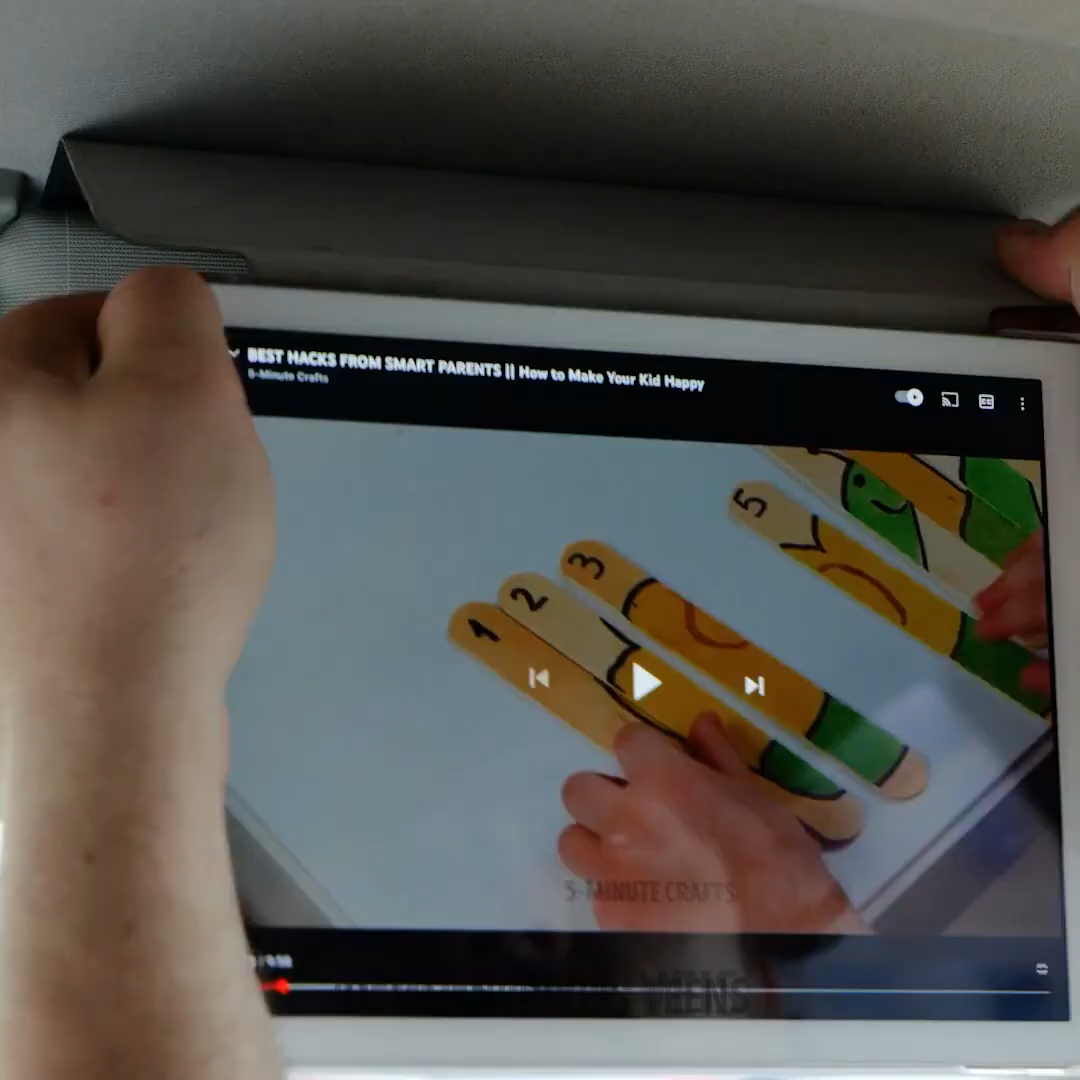 BEST HACKS FROM SMART PARENTS || How to Make Your Kid Happy
5-Minute Crafts
5
3
2
1
5-MINUTE CRAFTS
TEENS